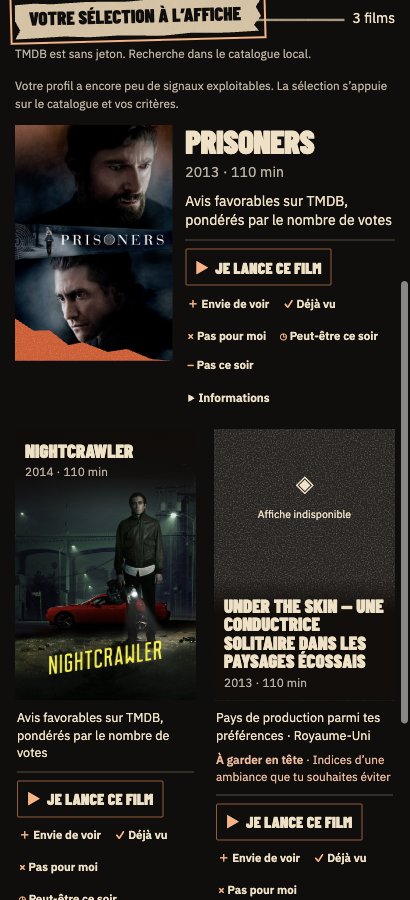 VOTRE SÉLECTION À L'AFFICHE
3 films
TMDB est sans jeton. Recherche dans le catalogue local.
Votre profil a encore peu de signaux exploitables. La sélection s'appuie
sur le catalogue et vos critères.
PRISONERS
PRISONERS
2013 · 110 min
Avis favorables sur TMDB,
pondérés par le nombre de votes
JE LANCE CE FILM
+ Envie de voir ✓ Déjà vu
× Pas pour moi Peut-être ce soir
– Pas ce soir
▶ Informations
NIGHTCRAWLER
2014 · 110 min
NIGHTCRAWLER
Avis favorables sur TMDB,
pondérés par le nombre de
votes
JE LANCE CE FILM
+ Envie de voir ✓ Déjà vu
× Pas pour moi
Peut-être ce soir
Affiche indisponible
UNDER THE SKIN — UNE
CONDUCTRICE
SOLITAIRE DANS LES
PAYSAGES ÉCOSSAIS
2013 · 110 min
Pays de production parmi tes
préférences · Royaume-Uni
À garder en tête · Indices d'une
ambiance que tu souhaites éviter
JE LANCE CE FILM
+ Envie de voir ✓ Déjà vu
× Pas pour moi